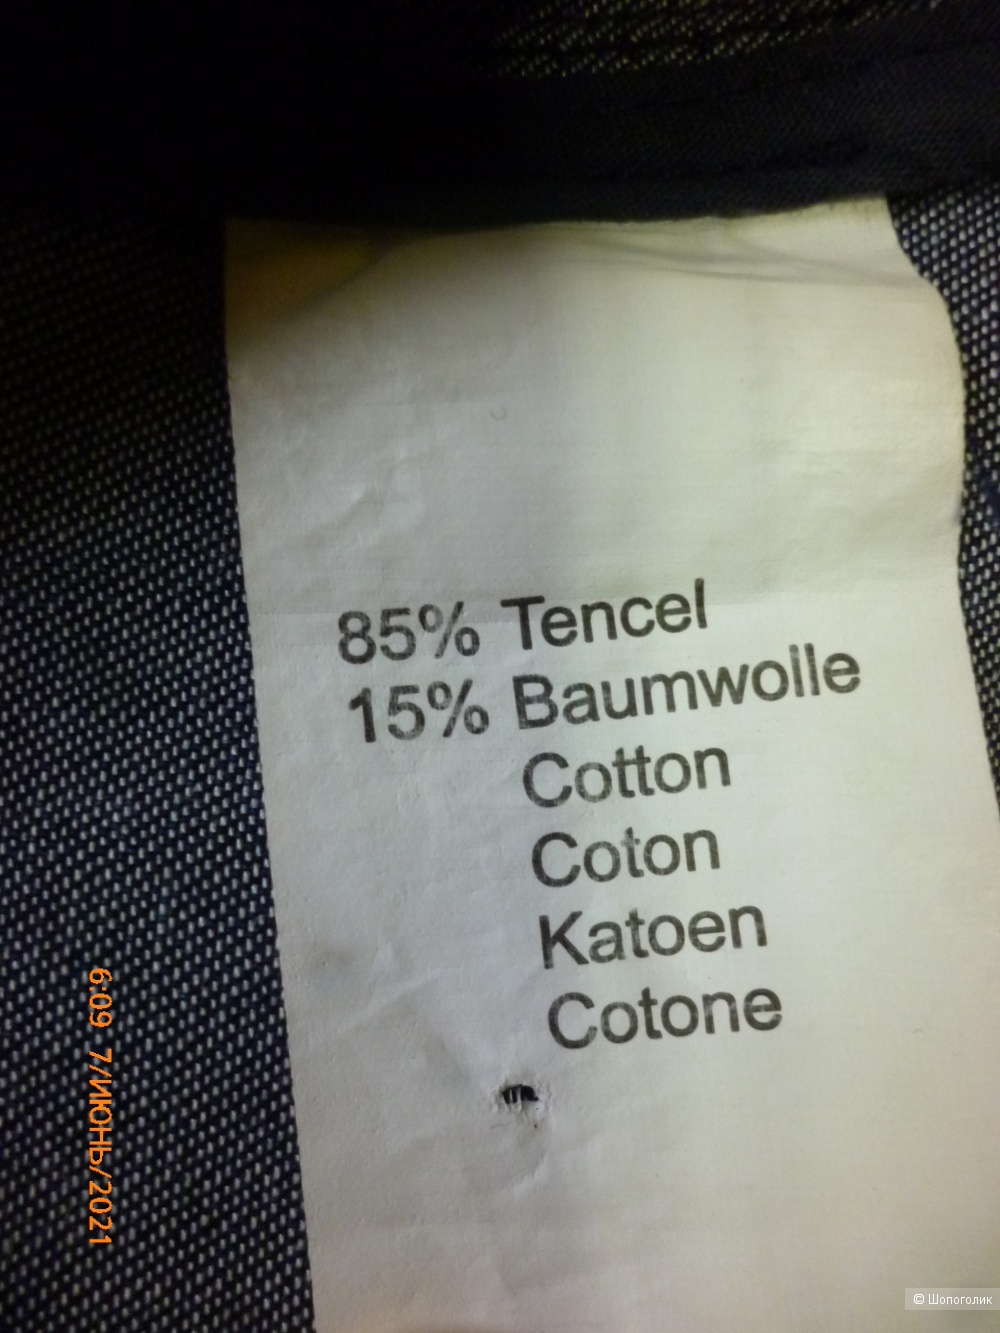 85% Tencel
15% Baumwolle
Cotton
Coton
Katoen
Cotone
6:09 7/ИЮНЬ/2021
© Шопоголик